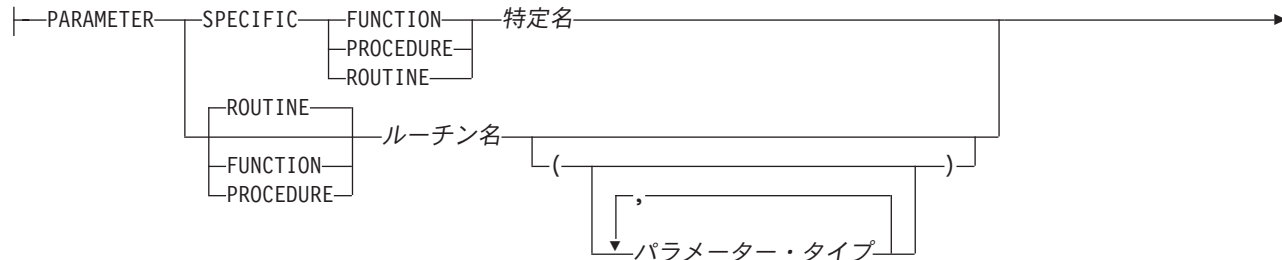 PARAMETER SPECIFIC FUNCTION 特定名
PROCEDURE
ROUTINE
ROUTINE
ルーチン名
FUNCTION
PROCEDURE
( )
,
パラメーター・タイプ